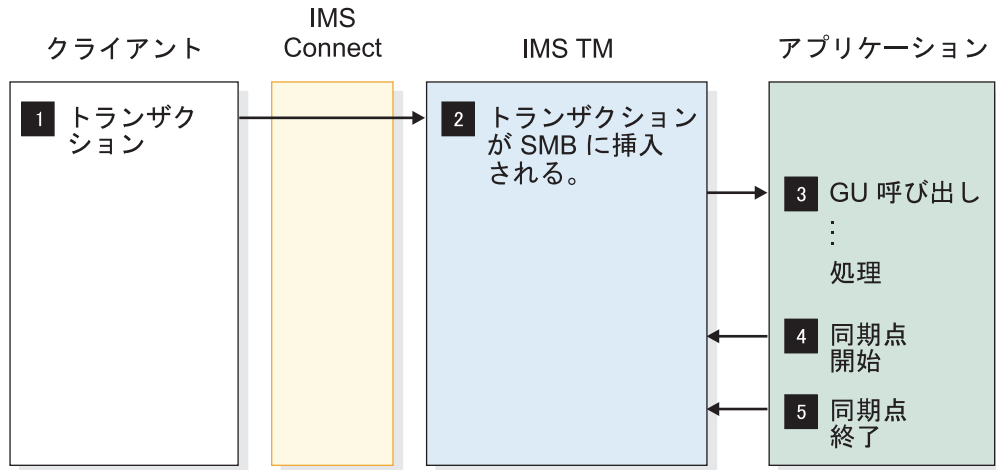 クライアント
IMS
Connect
IMS TM
アプリケーション
1 トランザク
ション
2 トランザクション
が SMB に挿入
される。
3 GU 呼び出し
⋮
処理
4 同期点
開始
5 同期点
終了